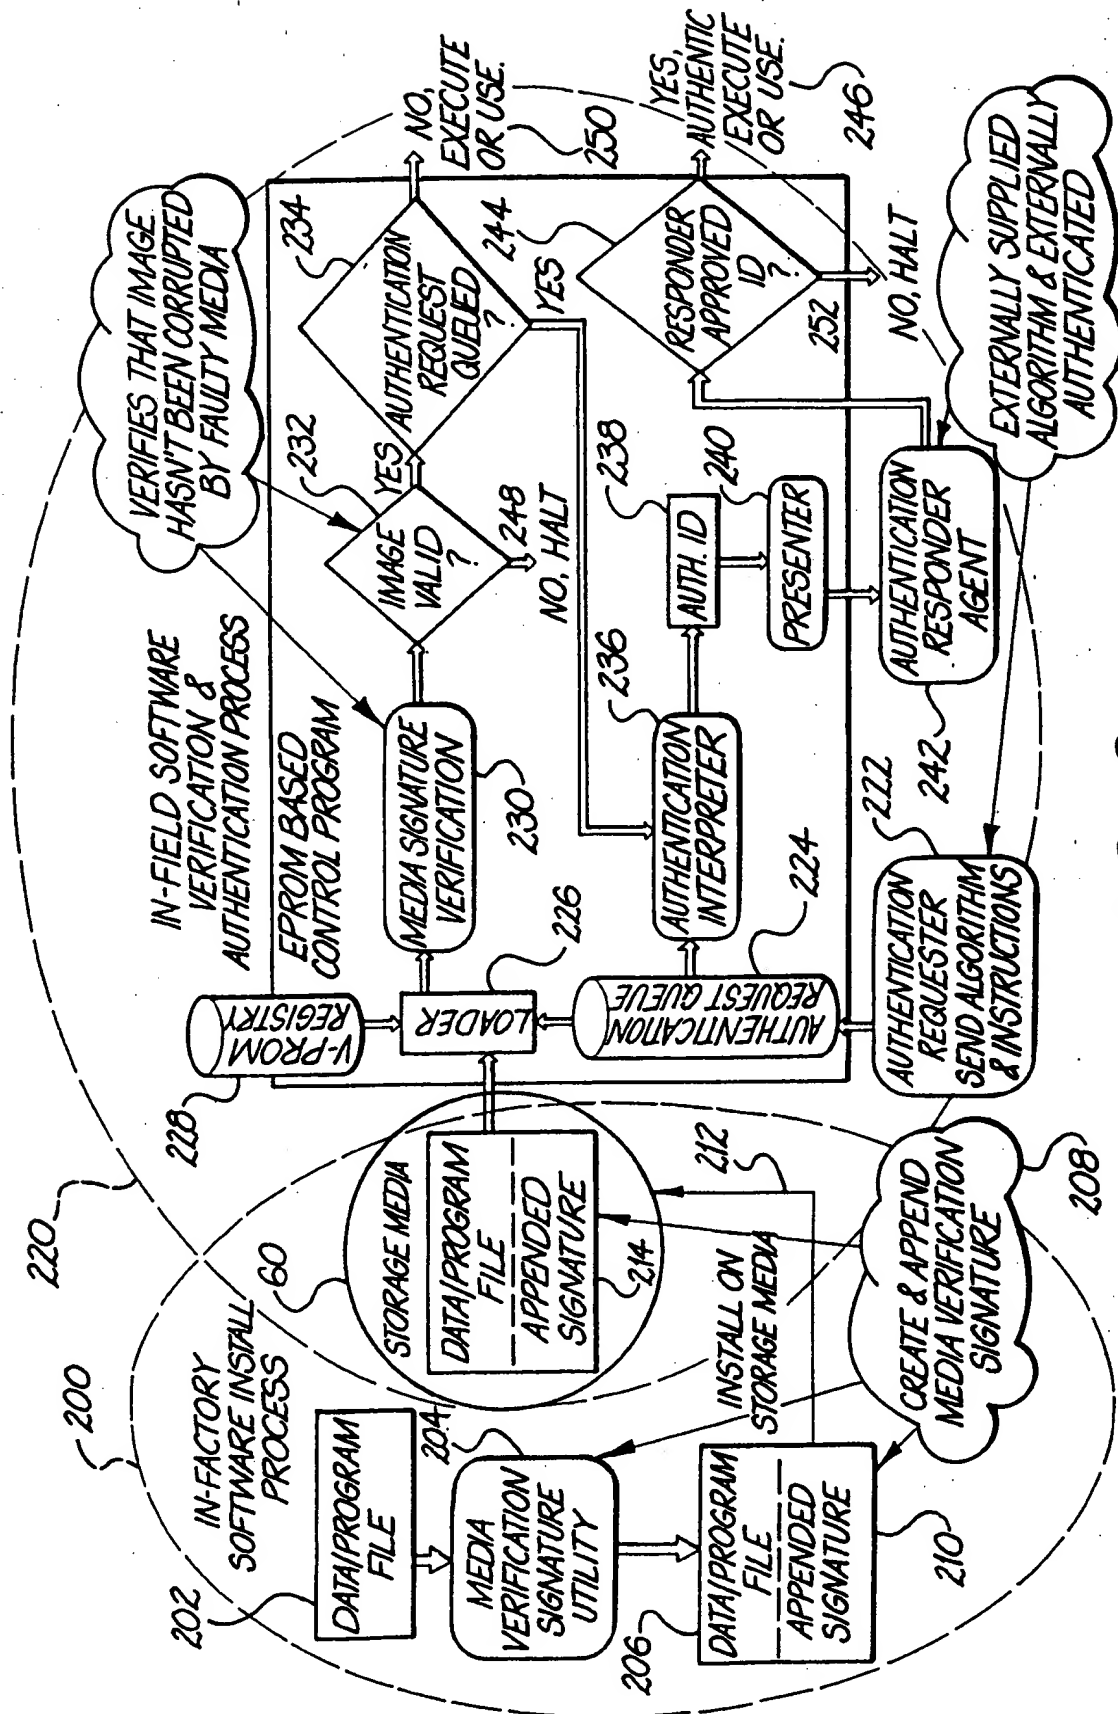 200
IN-FACTORY
SOFTWARE INSTALL
PROCESS
202
DATA/PROGRAM
FILE
204
MEDIA
VERIFICATION
SIGNATURE
UTILITY
206
DATA/PROGRAM
FILE
APPENDED
SIGNATURE
210
INSTALL ON
STORAGE MEDIA
212
CREATE & APPEND
MEDIA VERIFICATION
SIGNATURE
208
60
STORAGE MEDIA
DATA/PROGRAM
FILE
APPENDED
SIGNATURE
214
220
IN-FIELD SOFTWARE
VERIFICATION &
AUTHENTICATION PROCESS
228
V-PROM
REGISTRY
EPROM BASED
CONTROL PROGRAM
LOADER
226
AUTHENTICATION
REQUEST QUEUE
224
AUTHENTICATION
REQUESTER
SEND ALGORITHM
& INSTRUCTIONS
222
MEDIA SIGNATURE
VERIFICATION
230
AUTHENTICATION
INTERPRETER
236
VERIFIES THAT IMAGE
HASN'T BEEN CORRUPTED
BY FAULTY MEDIA
232
IMAGE
VALID
?
YES
248
NO, HALT
234
AUTHENTICATION
REQUEST
QUEUED
?
YES
NO,
EXECUTE
OR USE.
250
AUTH. ID
238
PRESENTER
240
AUTHENTICATION
RESPONDER
AGENT
242
244
RESPONDER
APPROVED
ID
?
252
NO, HALT
YES,
AUTHENTIC
EXECUTE
OR USE.
246
EXTERNALLY SUPPLIED
ALGORITHM & EXTERNALLY
AUTHENTICATED